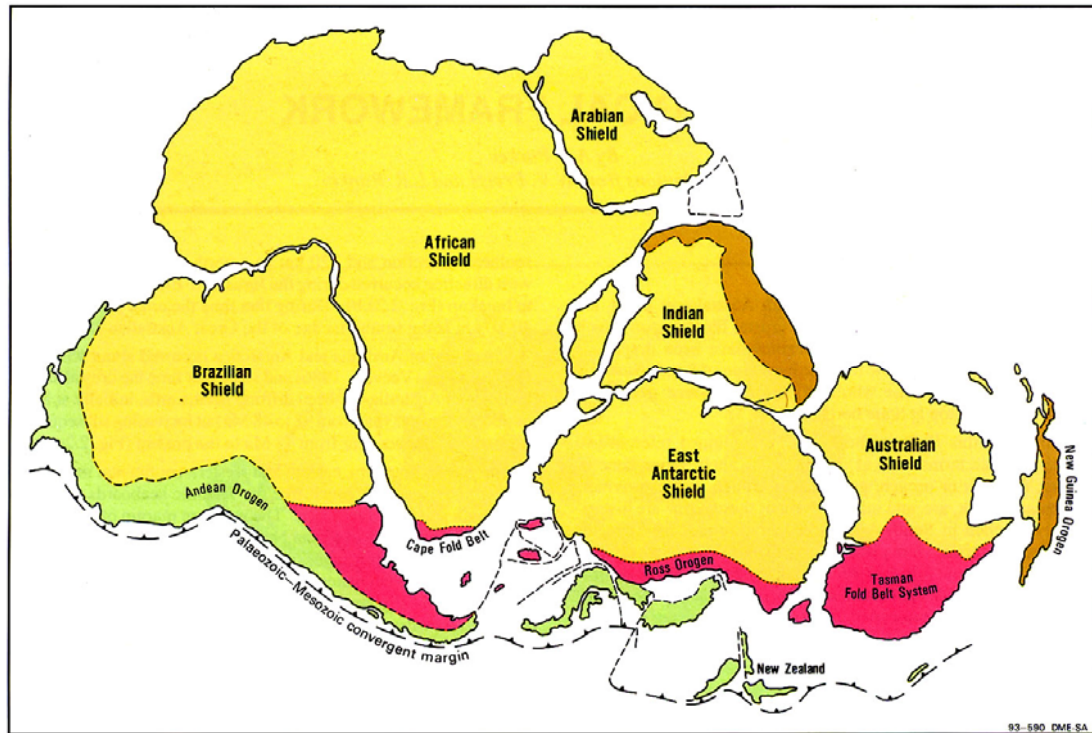 Arabian
Shield
African
Shield
Indian
Shield
Brazilian
Shield
East
Antarctic
Shield
Australian
Shield
New Guinea Orogen
Andean Orogen
Cape Fold Belt
Ross Orogen
Tasman
Fold Belt System
Palaeozoic–Mesozoic convergent margin
New Zealand
93–590 DME·SA